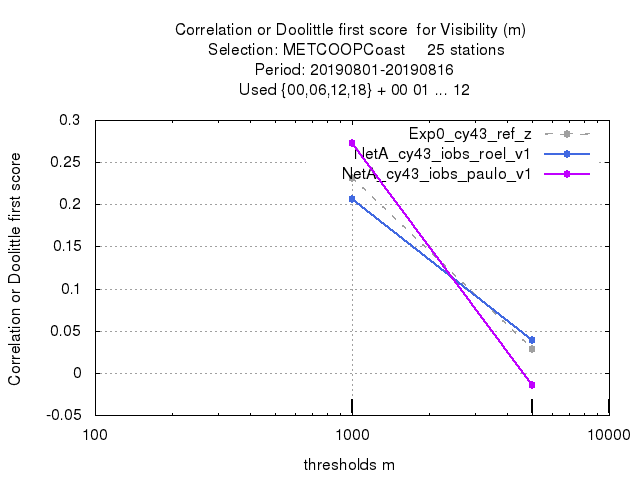 Correlation or Doolittle first score  for Visibility (m)
Selection: METCOOPCoast     25 stations
Period: 20190801-20190816
Used {00,06,12,18} + 00 01 ... 12
Exp0_cy43_ref_z
NetA_cy43_iobs_roel_v1
NetA_cy43_iobs_paulo_v1
Correlation or Doolittle first score
0.3
0.25
0.2
0.15
0.1
0.05
0
-0.05
100
1000
10000
thresholds m